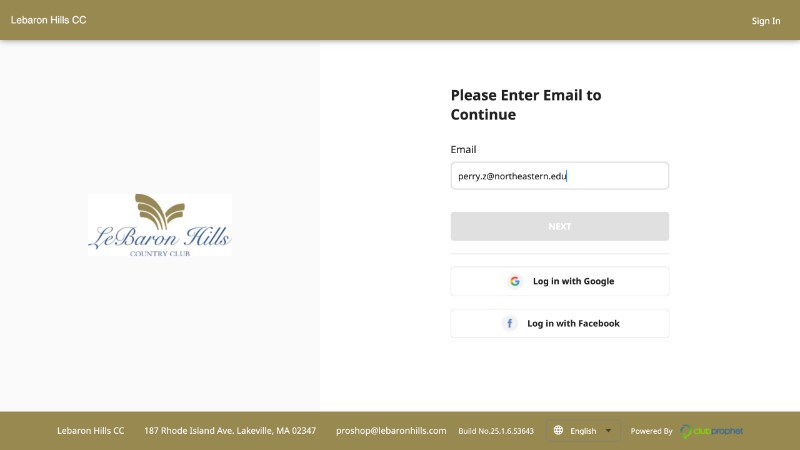 Lebaron Hills CC
Sign In
Please Enter Email to
Continue
Email
perry.z@northeastern.edu
LeBaron Hills
COUNTRY CLUB
NEXT
Log in with Google
Log in with Facebook
Lebaron Hills CC 187 Rhode Island Ave. Lakeville, MA 02347 proshop@lebaronhills.com Build No.25.1.6.53643 English Powered By clubprophet